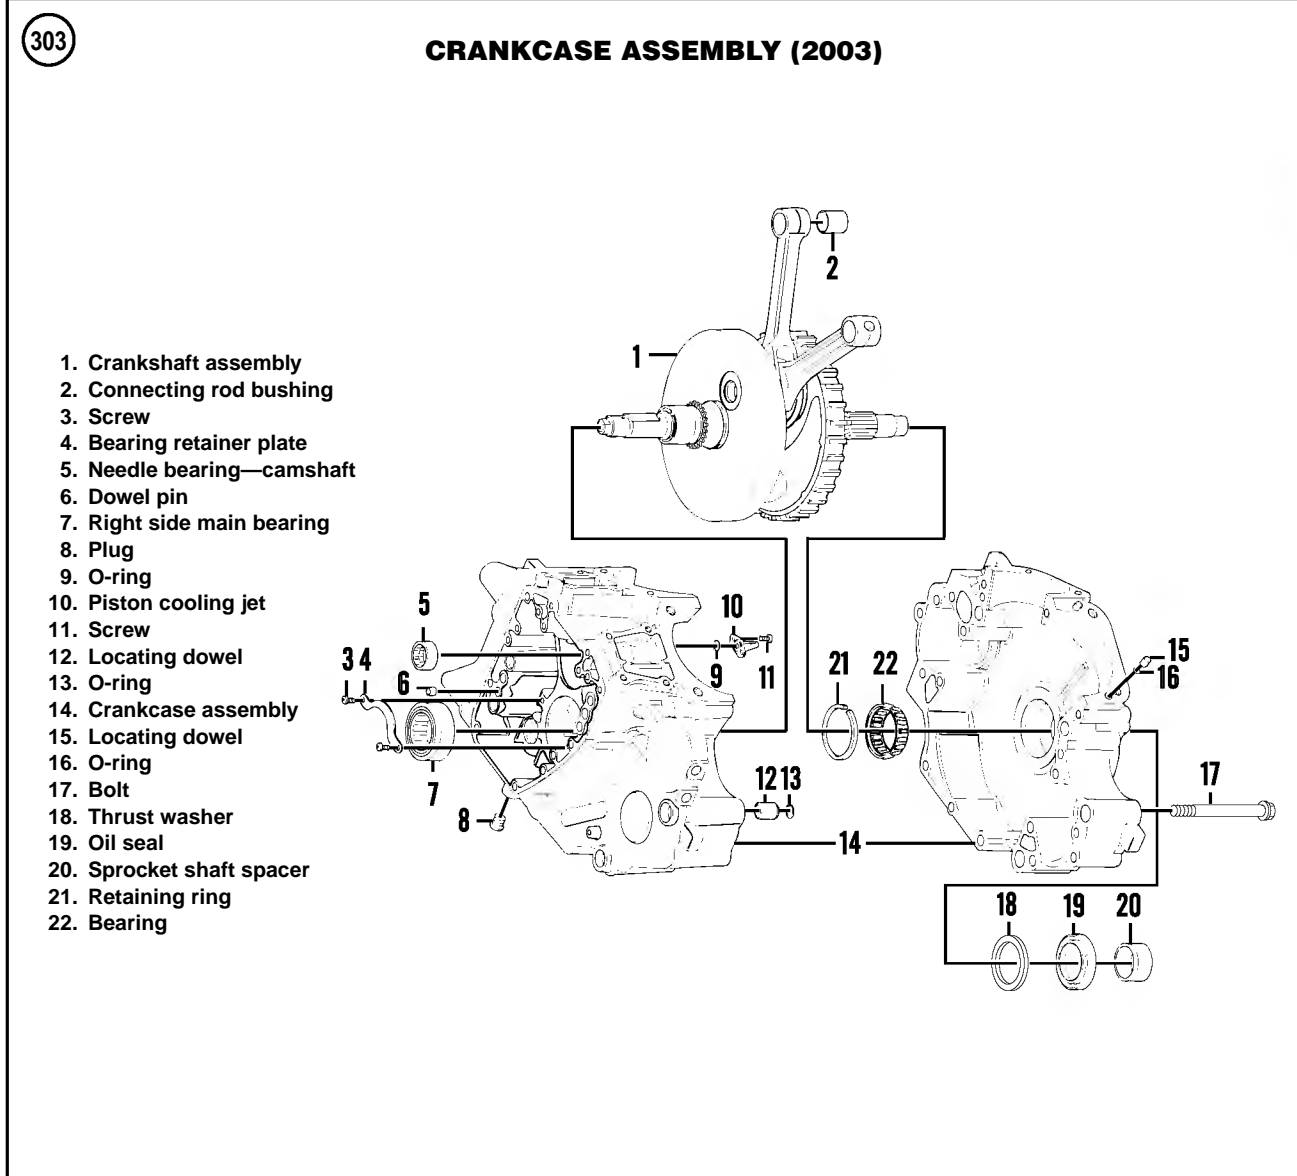 303
CRANKCASE ASSEMBLY (2003)
1. Crankshaft assembly
2. Connecting rod bushing
3. Screw
4. Bearing retainer plate
5. Needle bearing—camshaft
6. Dowel pin
7. Right side main bearing
8. Plug
9. O-ring
10. Piston cooling jet
11. Screw
12. Locating dowel
13. O-ring
14. Crankcase assembly
15. Locating dowel
16. O-ring
17. Bolt
18. Thrust washer
19. Oil seal
20. Sprocket shaft spacer
21. Retaining ring
22. Bearing
2
1
5
10
3 4
6
9
11
21
22
15
16
7
8
12 13
14
17
18
19
20